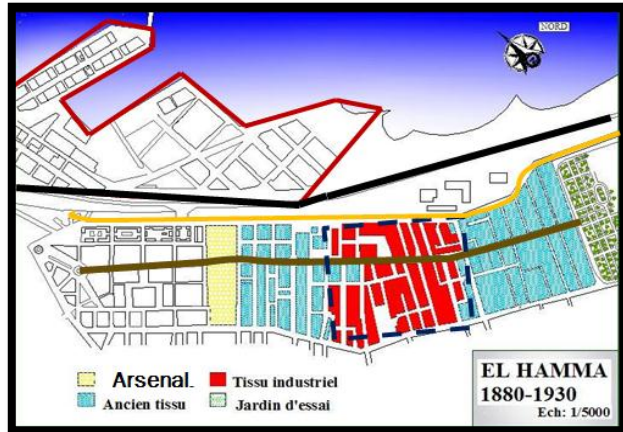 NORD
Arsenal.
Tissu industriel
Ancien tissu
Jardin d'essai
EL HAMMA
1880-1930
Ech: 1/5000